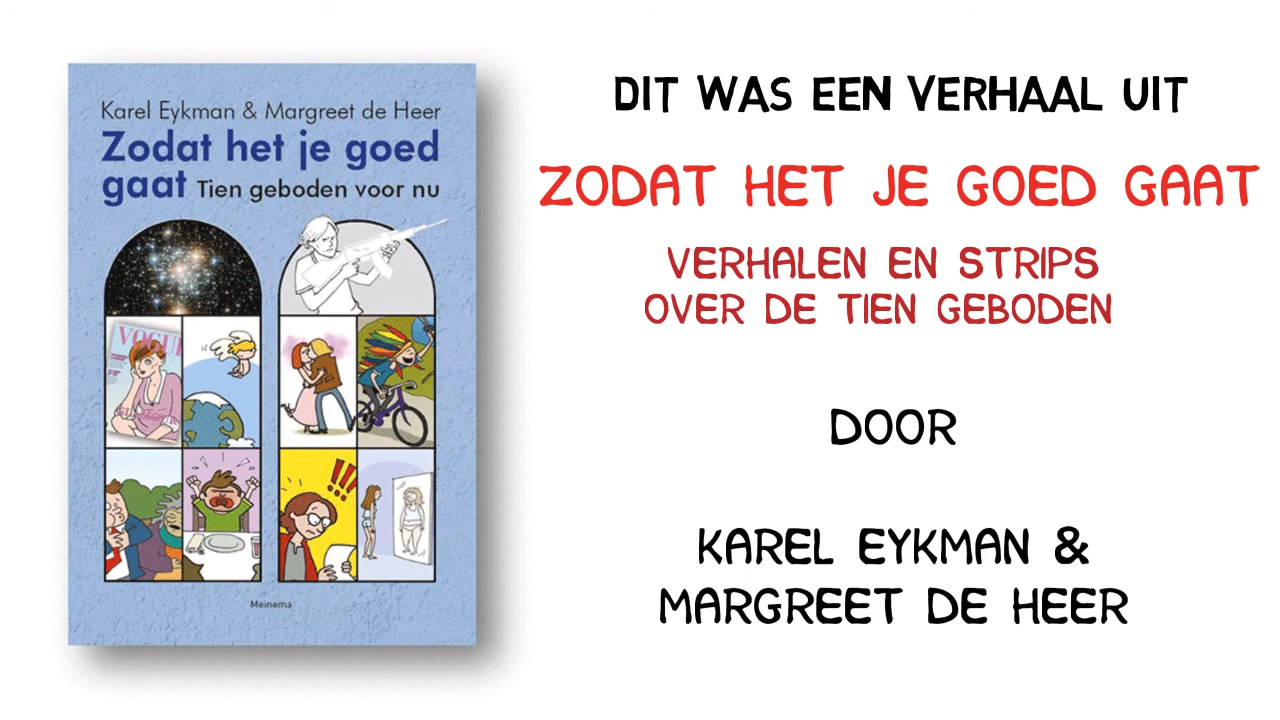 Karel Eykman & Margreet de Heer
Zodat het je goed
gaat Tien geboden voor nu
VOGUE
!!!
Meinema
DIT WAS EEN VERHAAL UIT
ZODAT HET JE GOED GAAT
VERHALEN EN STRIPS
OVER DE TIEN GEBODEN
DOOR
KAREL EYKMAN &
MARGREET DE HEER